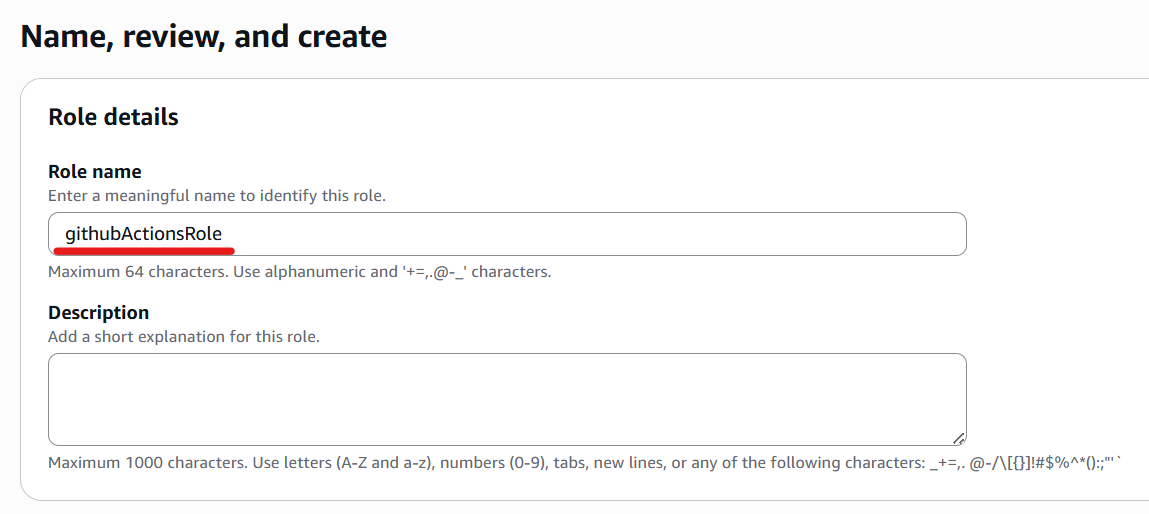 Name, review, and create
Role details
Role name
Enter a meaningful name to identify this role.
githubActionsRole
Maximum 64 characters. Use alphanumeric and '+=,.@-_' characters.
Description
Add a short explanation for this role.
Maximum 1000 characters. Use letters (A-Z and a-z), numbers (0-9), tabs, new lines, or any of the following characters: _+=,. @-/\[{}]!#$%^*();:"'`